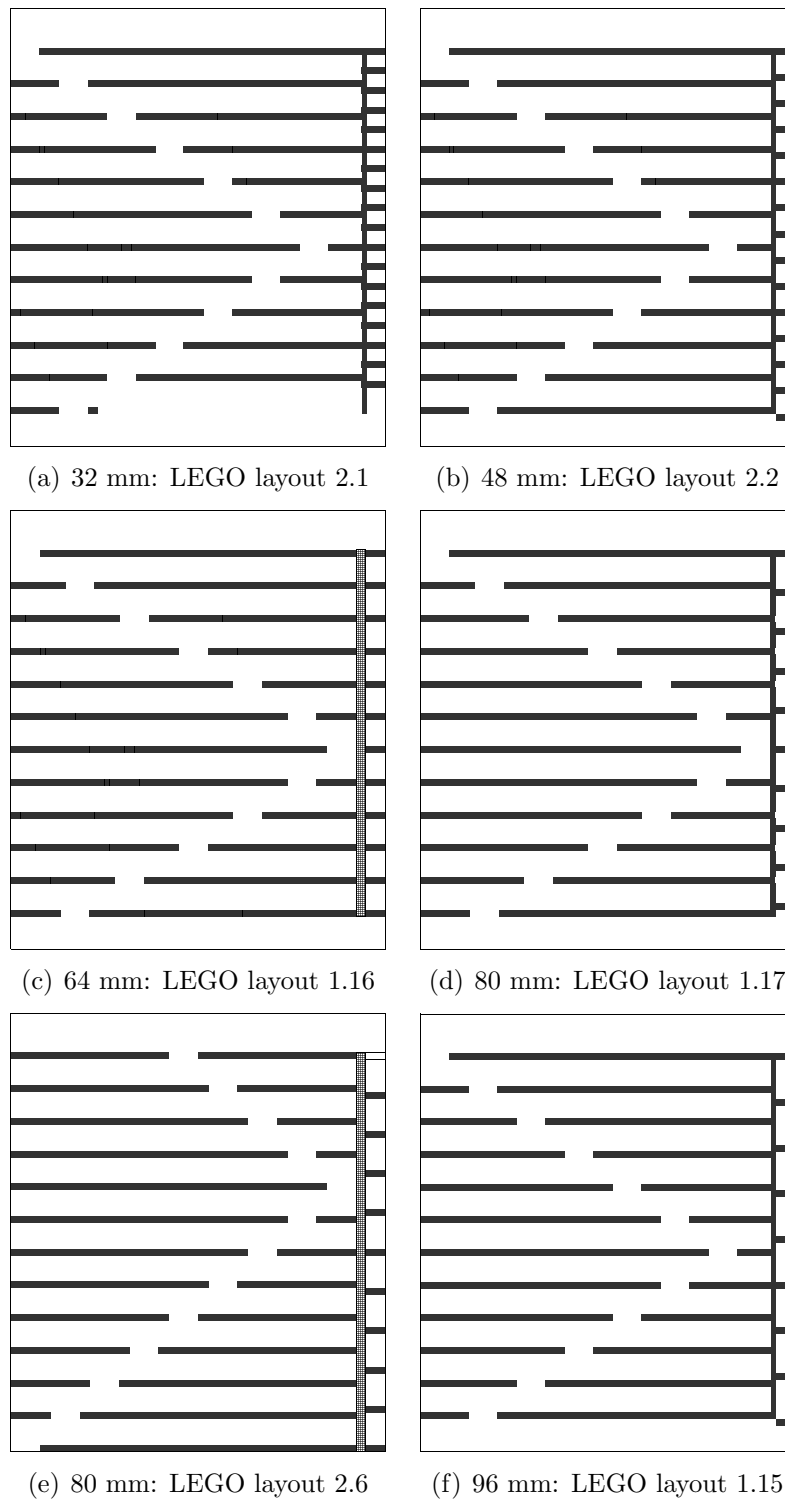 (a) 32 mm: LEGO layout 2.1
(b) 48 mm: LEGO layout 2.2
(c) 64 mm: LEGO layout 1.16
(d) 80 mm: LEGO layout 1.17
(e) 80 mm: LEGO layout 2.6
(f) 96 mm: LEGO layout 1.15